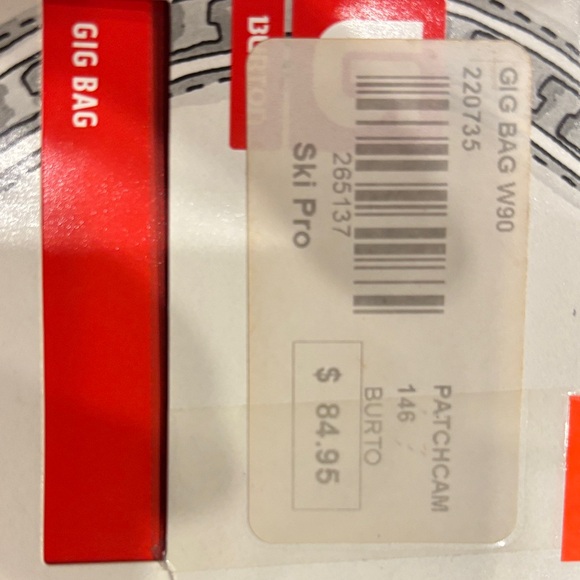 GIG BAG
BURTON
GIG BAG W90
220735
265137
Ski Pro
PATCHCAM
146
BURTO
$ 84.95